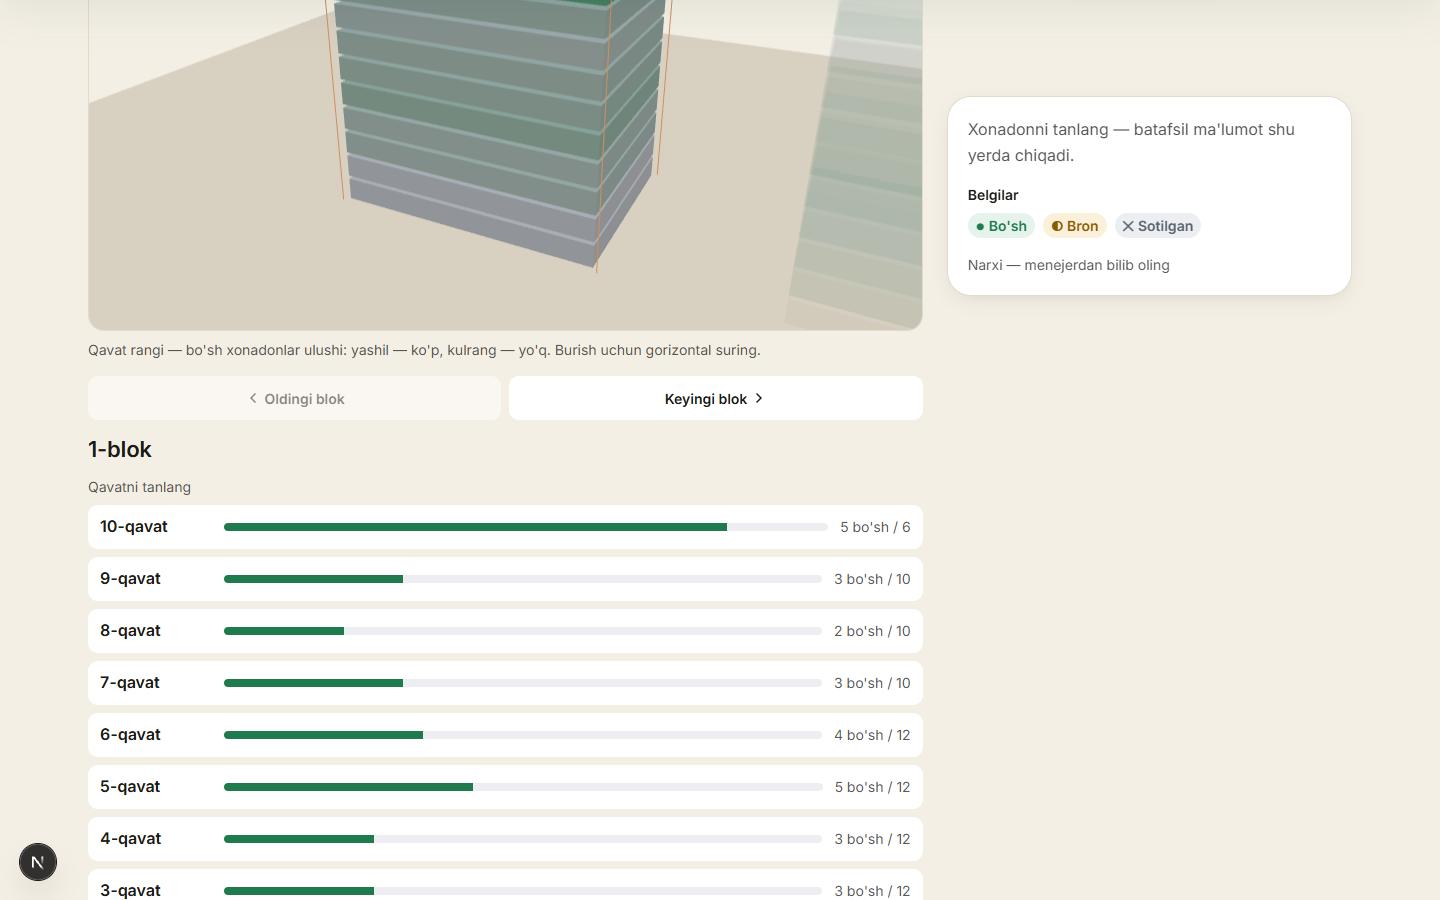 Xonadonni tanlang — batafsil ma'lumot shu
yerda chiqadi.
Belgilar
Bo'sh
Bron
Sotilgan
Narxi — menejerdan bilib oling
Qavat rangi — bo'sh xonadonlar ulushi: yashil — ko'p, kulrang — yo'q. Burish uchun gorizontal suring.
Oldingi blok
Keyingi blok
1-blok
Qavatni tanlang
10-qavat 5 bo'sh / 6
9-qavat 3 bo'sh / 10
8-qavat 2 bo'sh / 10
7-qavat 3 bo'sh / 10
6-qavat 4 bo'sh / 12
5-qavat 5 bo'sh / 12
4-qavat 3 bo'sh / 12
3-qavat 3 bo'sh / 12
N